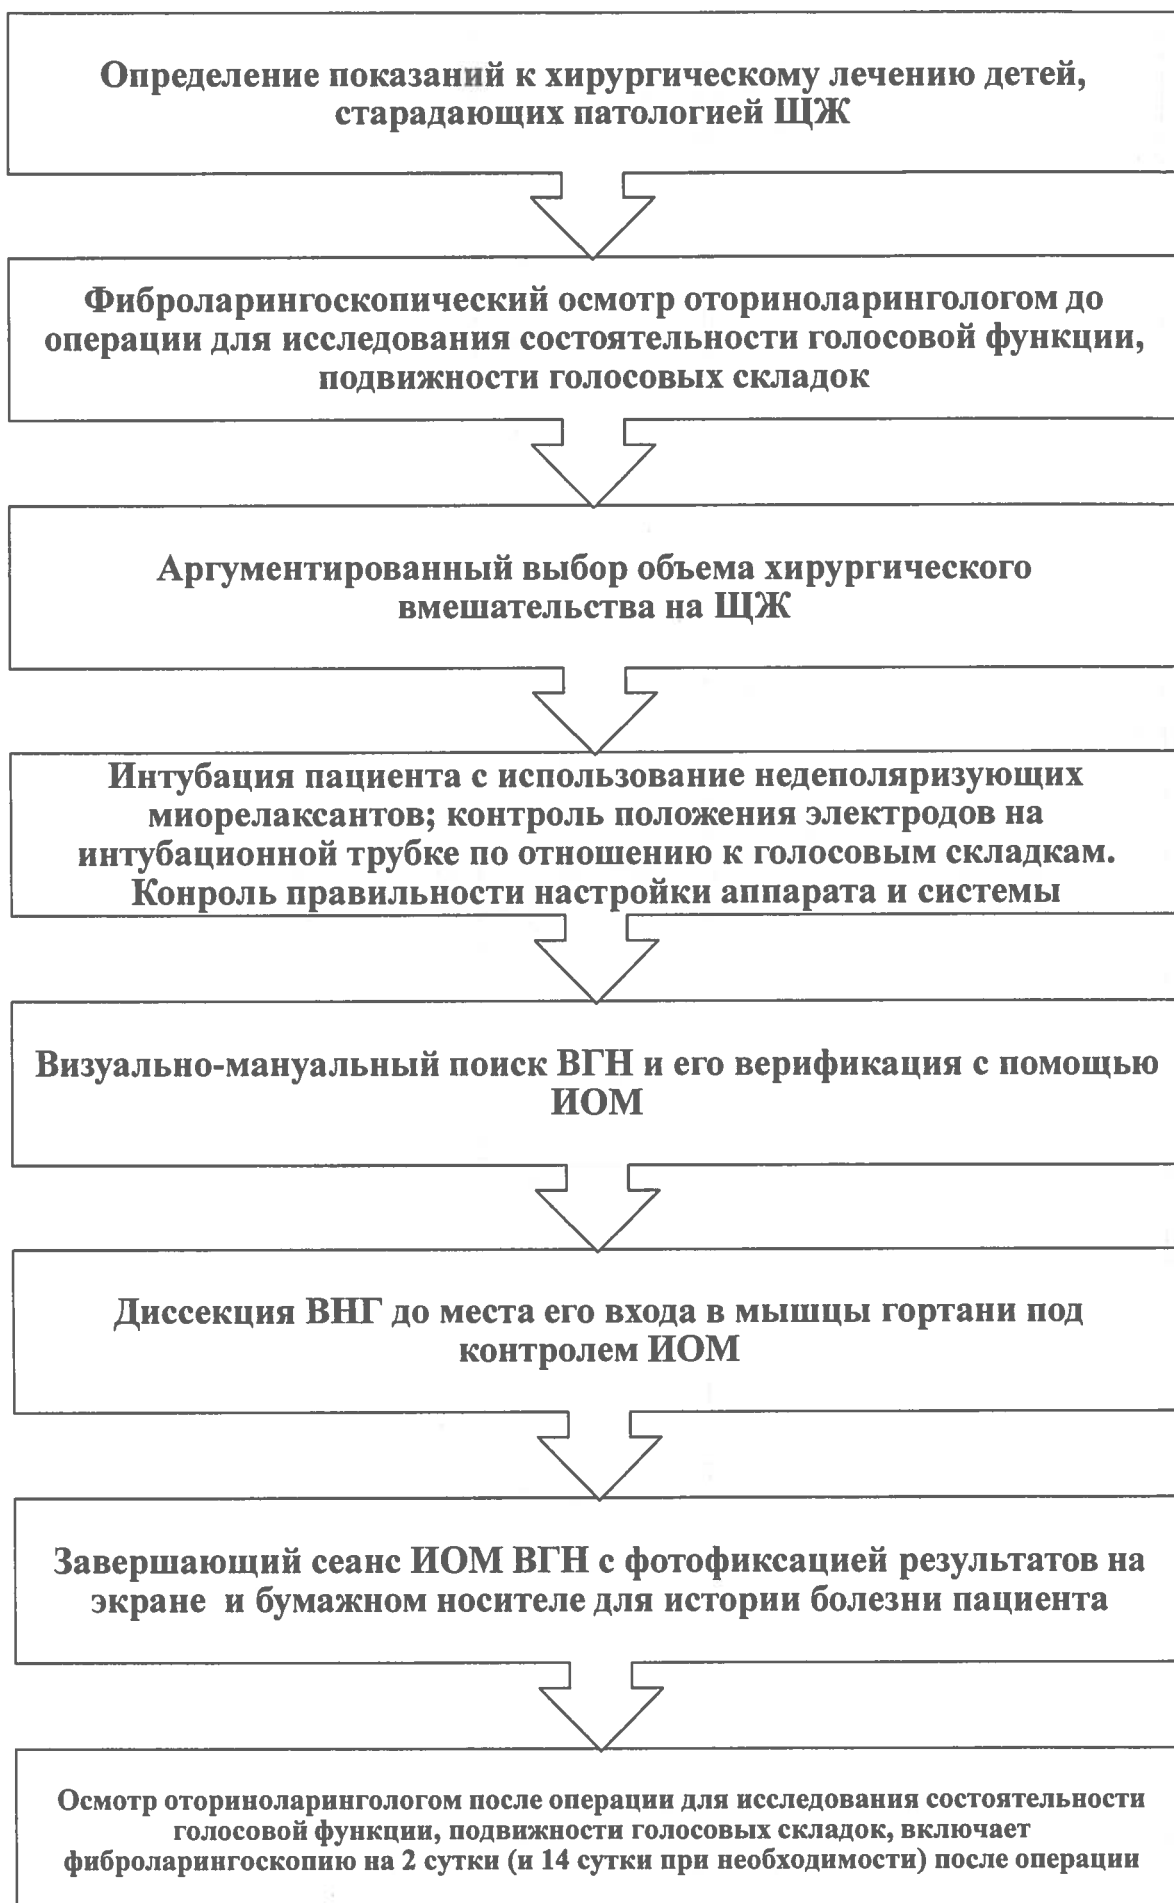 Определение показаний к хирургическому лечению детей,
старадающих патологией ЩЖ
Фиброларингоскопический осмотр оториноларингологом до
операции для исследования состоятельности голосовой функции,
подвижности голосовых складок
Аргументированный выбор объема хирургического
вмешательства на ЩЖ
Интубация пациента с использование недеполяризующих
миорелаксантов; контроль положения электродов на
интубационной трубке по отношению к голосовым складкам.
Конроль правильности настройки аппарата и системы
Визуально-мануальный поиск ВГН и его верификация с помощью
ИОМ
Диссекция ВНГ до места его входа в мышцы гортани под
контролем ИОМ
Завершающий сеанс ИОМ ВГН с фотофиксацией результатов на
экране и бумажном носителе для истории болезни пациента
Осмотр оториноларингологом после операции для исследования состоятельности
голосовой функции, подвижности голосовых складок, включает
фиброларингоскопию на 2 сутки (и 14 сутки при необходимости) после операции